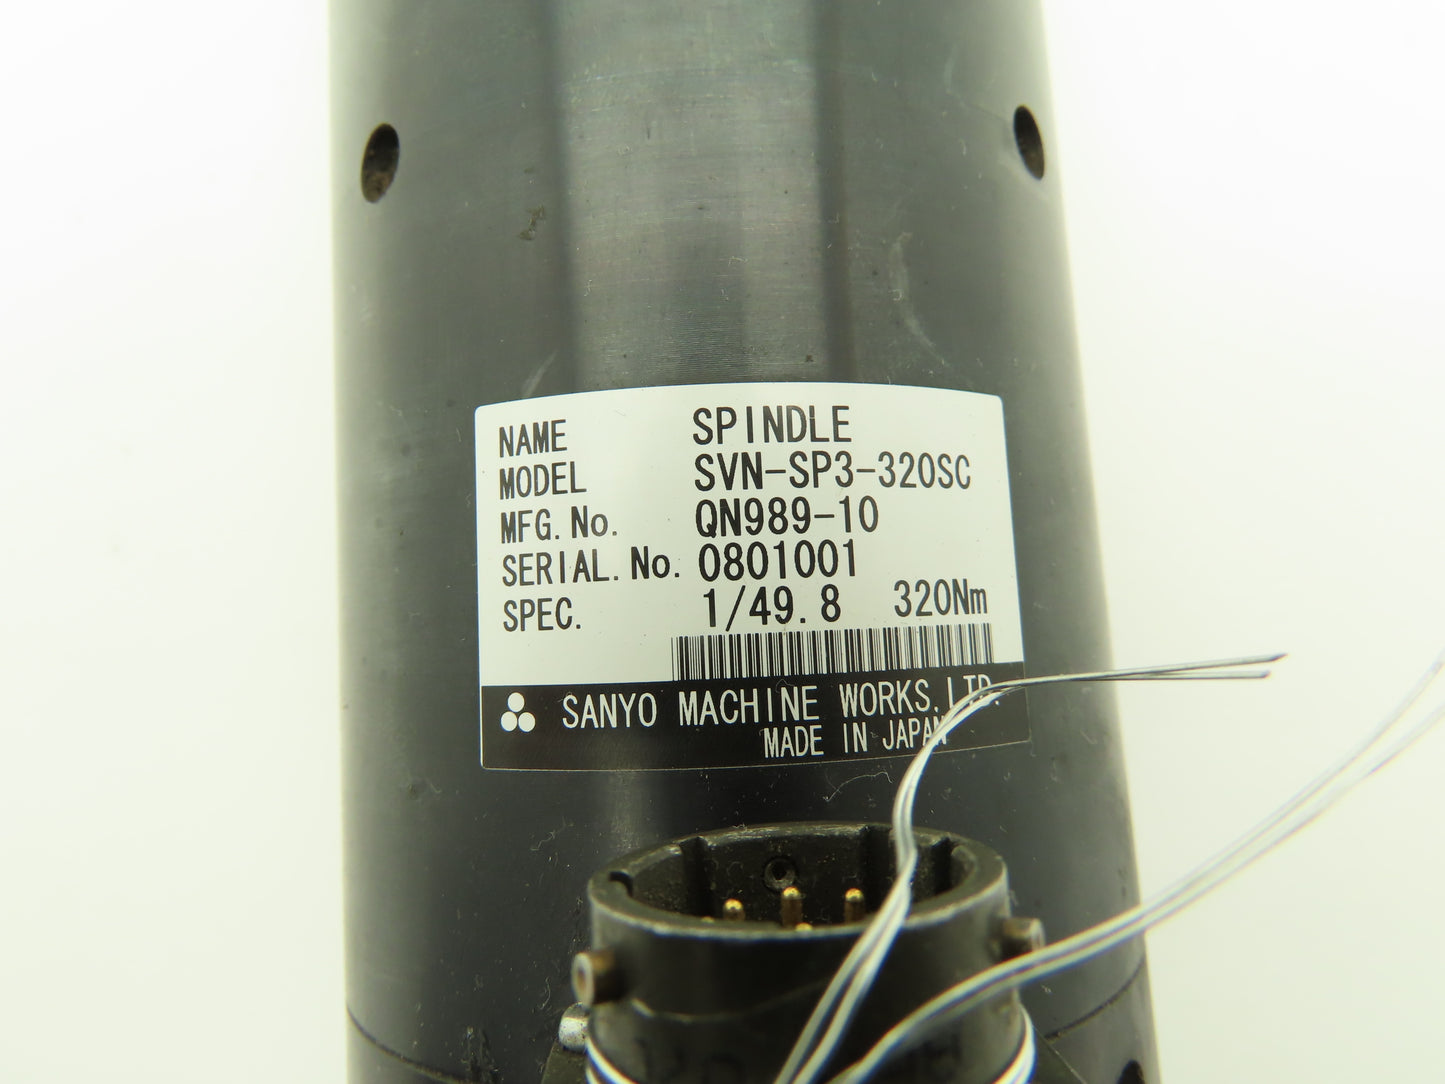 NAME SPINDLE
MODEL SVN-SP3-320SC
MFG.No. QN989-10
SERIAL.No. 0801001
SPEC. 1/49.8 320Nm
SANYO MACHINE WORKS,LTD.
MADE IN JAPAN